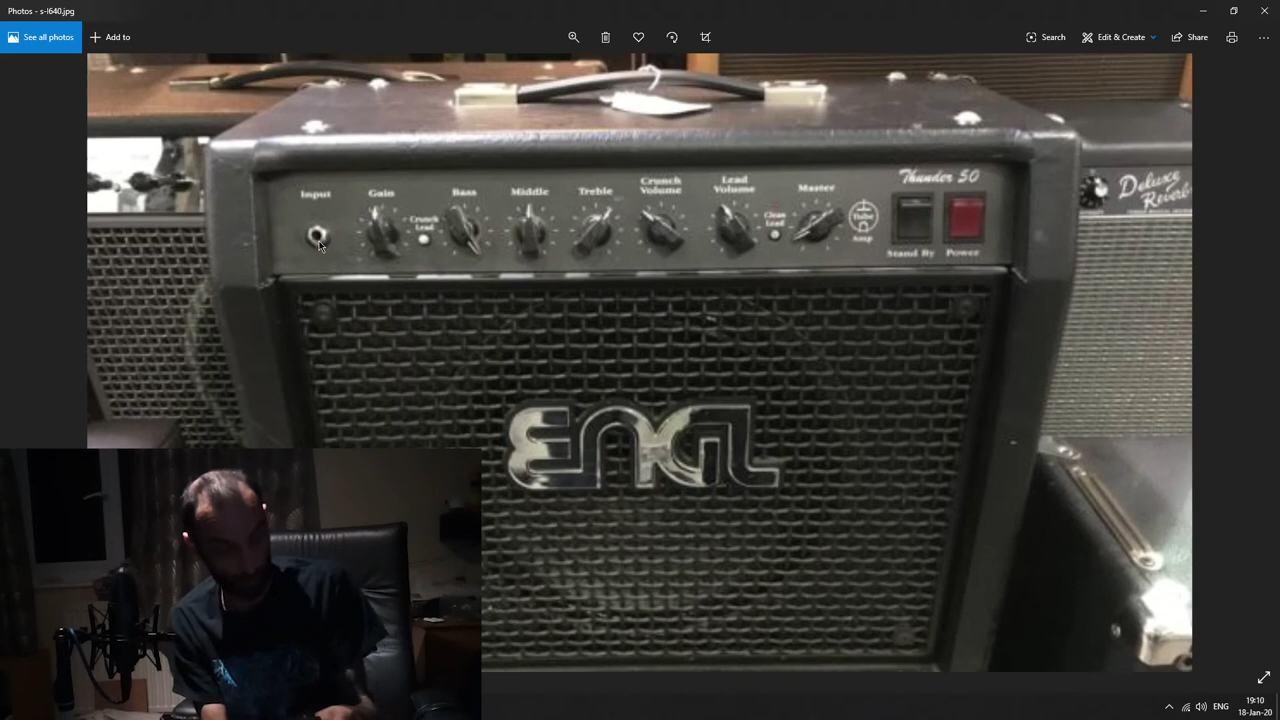 Photos - s-l640.jpg
See all photos
Add to
Search
Edit & Create
Share
Thunder 50
Input
Gain
Bass
Middle
Treble
Crunch Volume
Lead Volume
Master
Crunch Lead
Clean Lead
Tube Amp
Stand By
Power
Deluxe
Reverb
ENGL
ENG
19:10
18-Jan-20